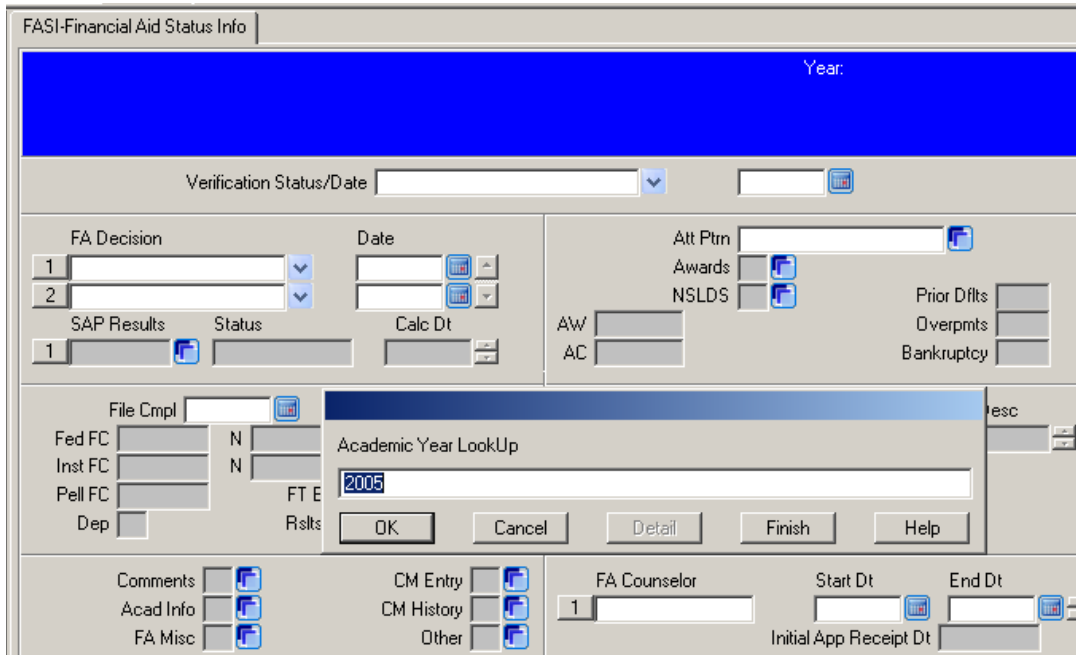 FASI-Financial Aid Status Info
Year:
Verification Status/Date
FA Decision Date
1
2
SAP Results Status Calc Dt
1
Att Ptrn
Awards
NSLDS Prior Dflts
AW Overpmts
AC Bankruptcy
File Cmpl
Fed FC N
Inst FC N
Pell FC FT E
Dep Rslts
Desc
Academic Year LookUp
2005
OK Cancel Detail Finish Help
Comments CM Entry
Acad Info CM History
FA Misc Other
FA Counselor Start Dt End Dt
1
Initial App Receipt Dt